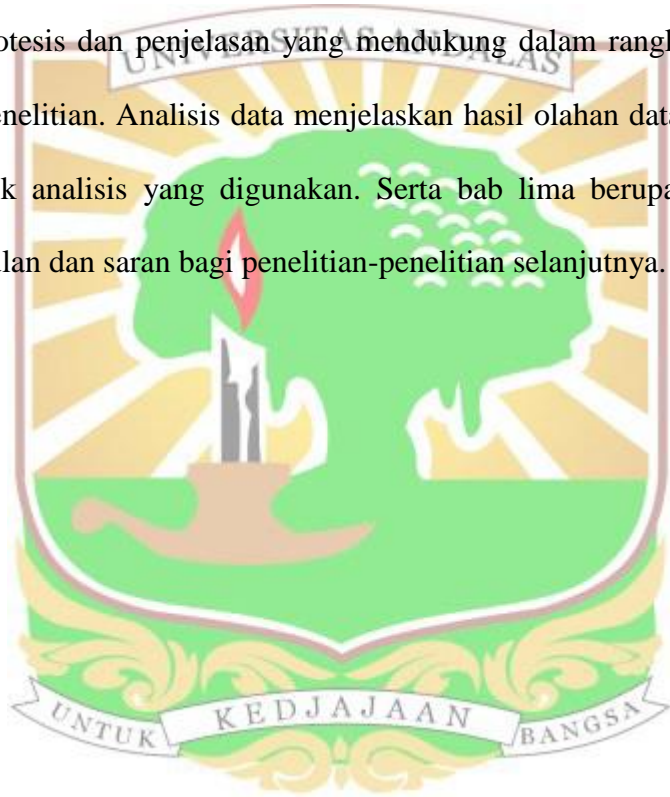 otesis dan penjelasan yang mendukung dalam rangk
UNIVERSITAS ANDALAS
enelitian. Analisis data menjelaskan hasil olahan data
k analisis yang digunakan. Serta bab lima berupa
ulan dan saran bagi penelitian-penelitian selanjutnya.
UNTUK KEDJAJAAN BANGSA